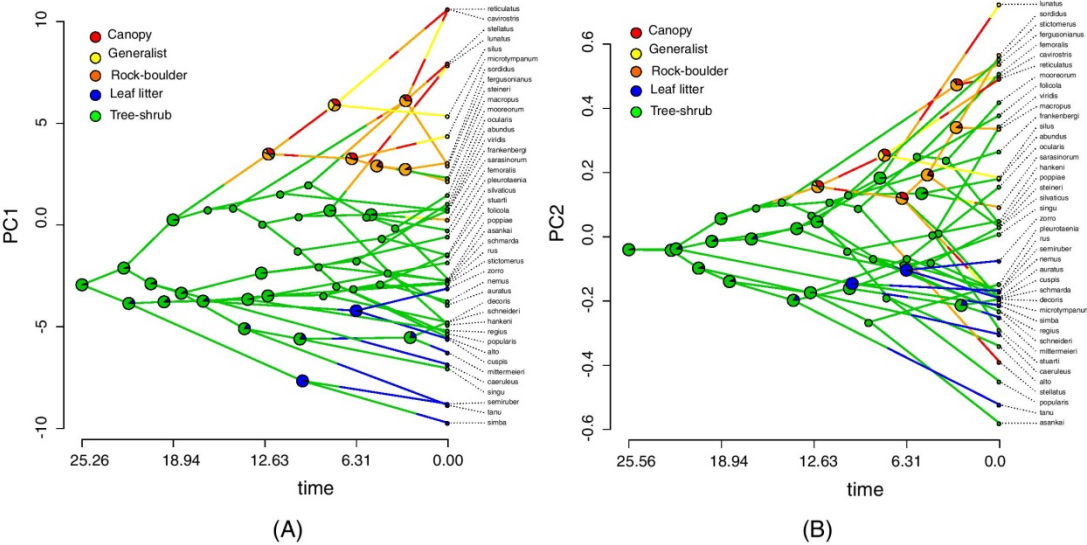 10
5
0.0
-5
-10
PC1
Canopy
Generalist
Rock-boulder
Leaf litter
Tree-shrub
reticulatus
cavirostris
stellatus
lunatus
silus
microtympanum
sordidus
fergusonianus
steineri
macropus
mooreorum
ocularis
abundus
viridis
frankenbergi
sarasinorum
femoralis
pleurotaenia
silvaticus
stuarti
folicola
poppiae
asankai
schmarda
rus
stictomerus
zorro
nemus
auratus
decoris
schneideri
hankeni
regius
popularis
alto
cuspis
mittermeieri
caeruleus
singu
semiruber
tanu
simba
25.26
18.94
12.63
6.31
0.00
time
(A)
0.6
0.4
0.2
0.0
-0.2
-0.4
-0.6
PC2
Canopy
Generalist
Rock-boulder
Leaf litter
Tree-shrub
lunatus
sordidus
stictomerus
fergusonianus
femoralis
cavirostris
reticulatus
mooreorum
folicola
viridis
macropus
frankenbergi
silus
abundus
ocularis
sarasinorum
hankeni
poppiae
steineri
silvaticus
singu
zorro
pleurotaenia
rus
semiruber
nemus
auratus
cuspis
schmarda
decoris
microtympanum
simba
regius
schneideri
mittermeieri
stuarti
caeruleus
alto
stellatus
popularis
tanu
asankai
25.56
18.94
12.63
6.31
0.0
time
(B)